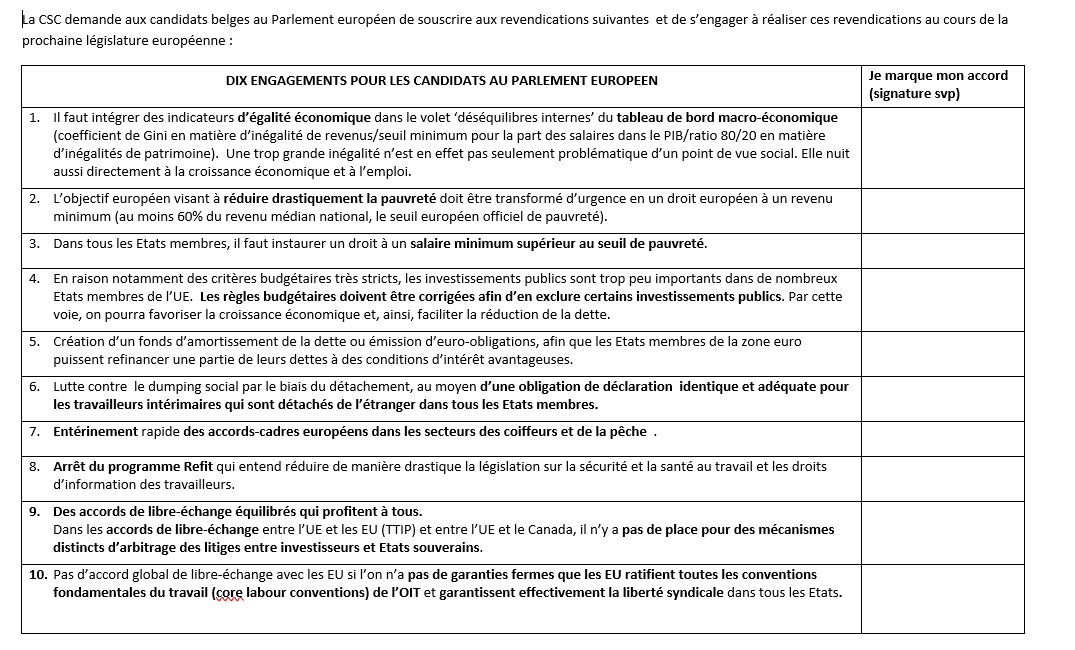 La CSC demande aux candidats belges au Parlement européen de souscrire aux revendications suivantes  et de s’engager à réaliser ces revendications au cours de la
prochaine législature européenne :
DIX ENGAGEMENTS POUR LES CANDIDATS AU PARLEMENT EUROPEEN
Je marque mon accord
(signature svp)
1. Il faut intégrer des indicateurs d’égalité économique dans le volet ‘déséquilibres internes’ du tableau de bord macro-économique
(coefficient de Gini en matière d’inégalité de revenus/seuil minimum pour la part des salaires dans le PIB/ratio 80/20 en matière
d’inégalités de patrimoine).  Une trop grande inégalité n’est en effet pas seulement problématique d’un point de vue social. Elle nuit
aussi directement à la croissance économique et à l’emploi.
2. L’objectif européen visant à réduire drastiquement la pauvreté doit être transformé d’urgence en un droit européen à un revenu
minimum (au moins 60% du revenu médian national, le seuil européen officiel de pauvreté).
3. Dans tous les Etats membres, il faut instaurer un droit à un salaire minimum supérieur au seuil de pauvreté.
4. En raison notamment des critères budgétaires très stricts, les investissements publics sont trop peu importants dans de nombreux
Etats membres de l’UE.  Les règles budgétaires doivent être corrigées afin d’en exclure certains investissements publics. Par cette
voie, on pourra favoriser la croissance économique et, ainsi, faciliter la réduction de la dette.
5. Création d’un fonds d’amortissement de la dette ou émission d’euro-obligations, afin que les Etats membres de la zone euro
puissent refinancer une partie de leurs dettes à des conditions d’intérêt avantageuses.
6. Lutte contre  le dumping social par le biais du détachement, au moyen d’une obligation de déclaration  identique et adéquate pour
les travailleurs intérimaires qui sont détachés de l’étranger dans tous les Etats membres.
7. Entérinement rapide des accords-cadres européens dans les secteurs des coiffeurs et de la pêche  .
8. Arrêt du programme Refit qui entend réduire de manière drastique la législation sur la sécurité et la santé au travail et les droits
d’information des travailleurs.
9. Des accords de libre-échange équilibrés qui profitent à tous.
Dans les accords de libre-échange entre l’UE et les EU (TTIP) et entre l’UE et le Canada, il n’y a pas de place pour des mécanismes
distincts d’arbitrage des litiges entre investisseurs et Etats souverains.
10. Pas d’accord global de libre-échange avec les EU si l’on n’a pas de garanties fermes que les EU ratifient toutes les conventions
fondamentales du travail (core labour conventions) de l’OIT et garantissent effectivement la liberté syndicale dans tous les Etats.